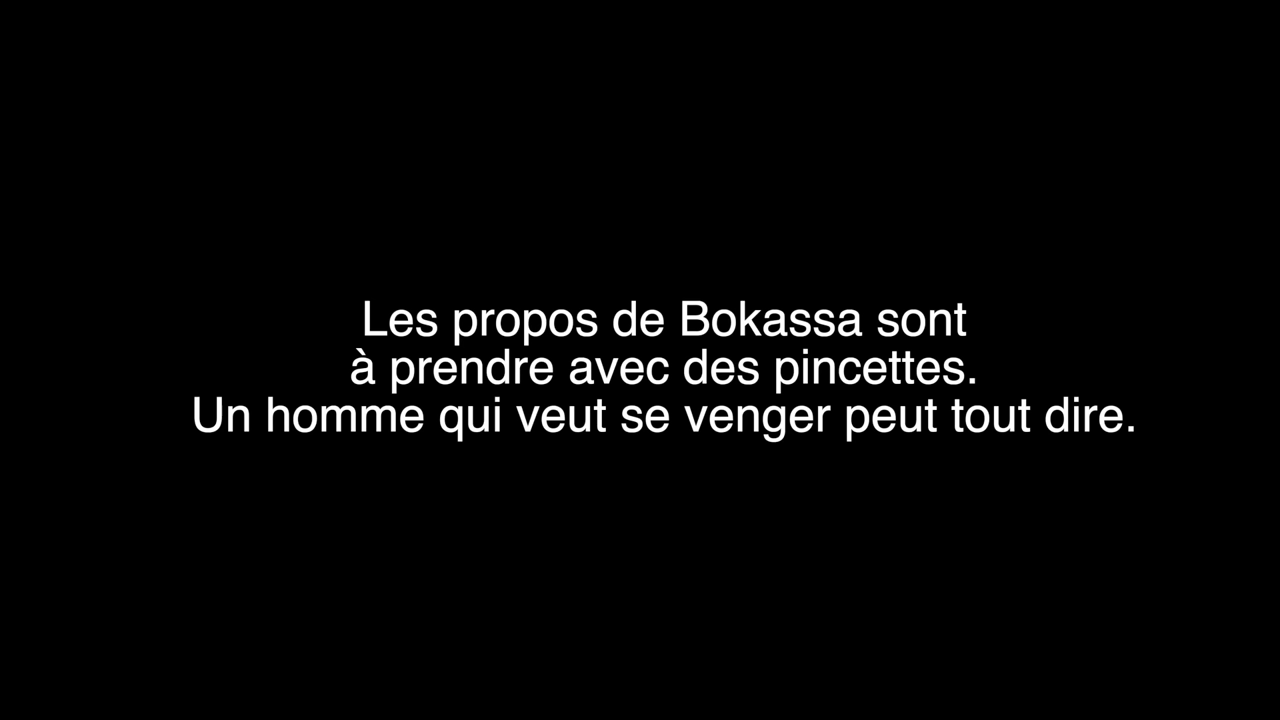 Les propos de Bokassa sont
à prendre avec des pincettes.
Un homme qui veut se venger peut tout dire.